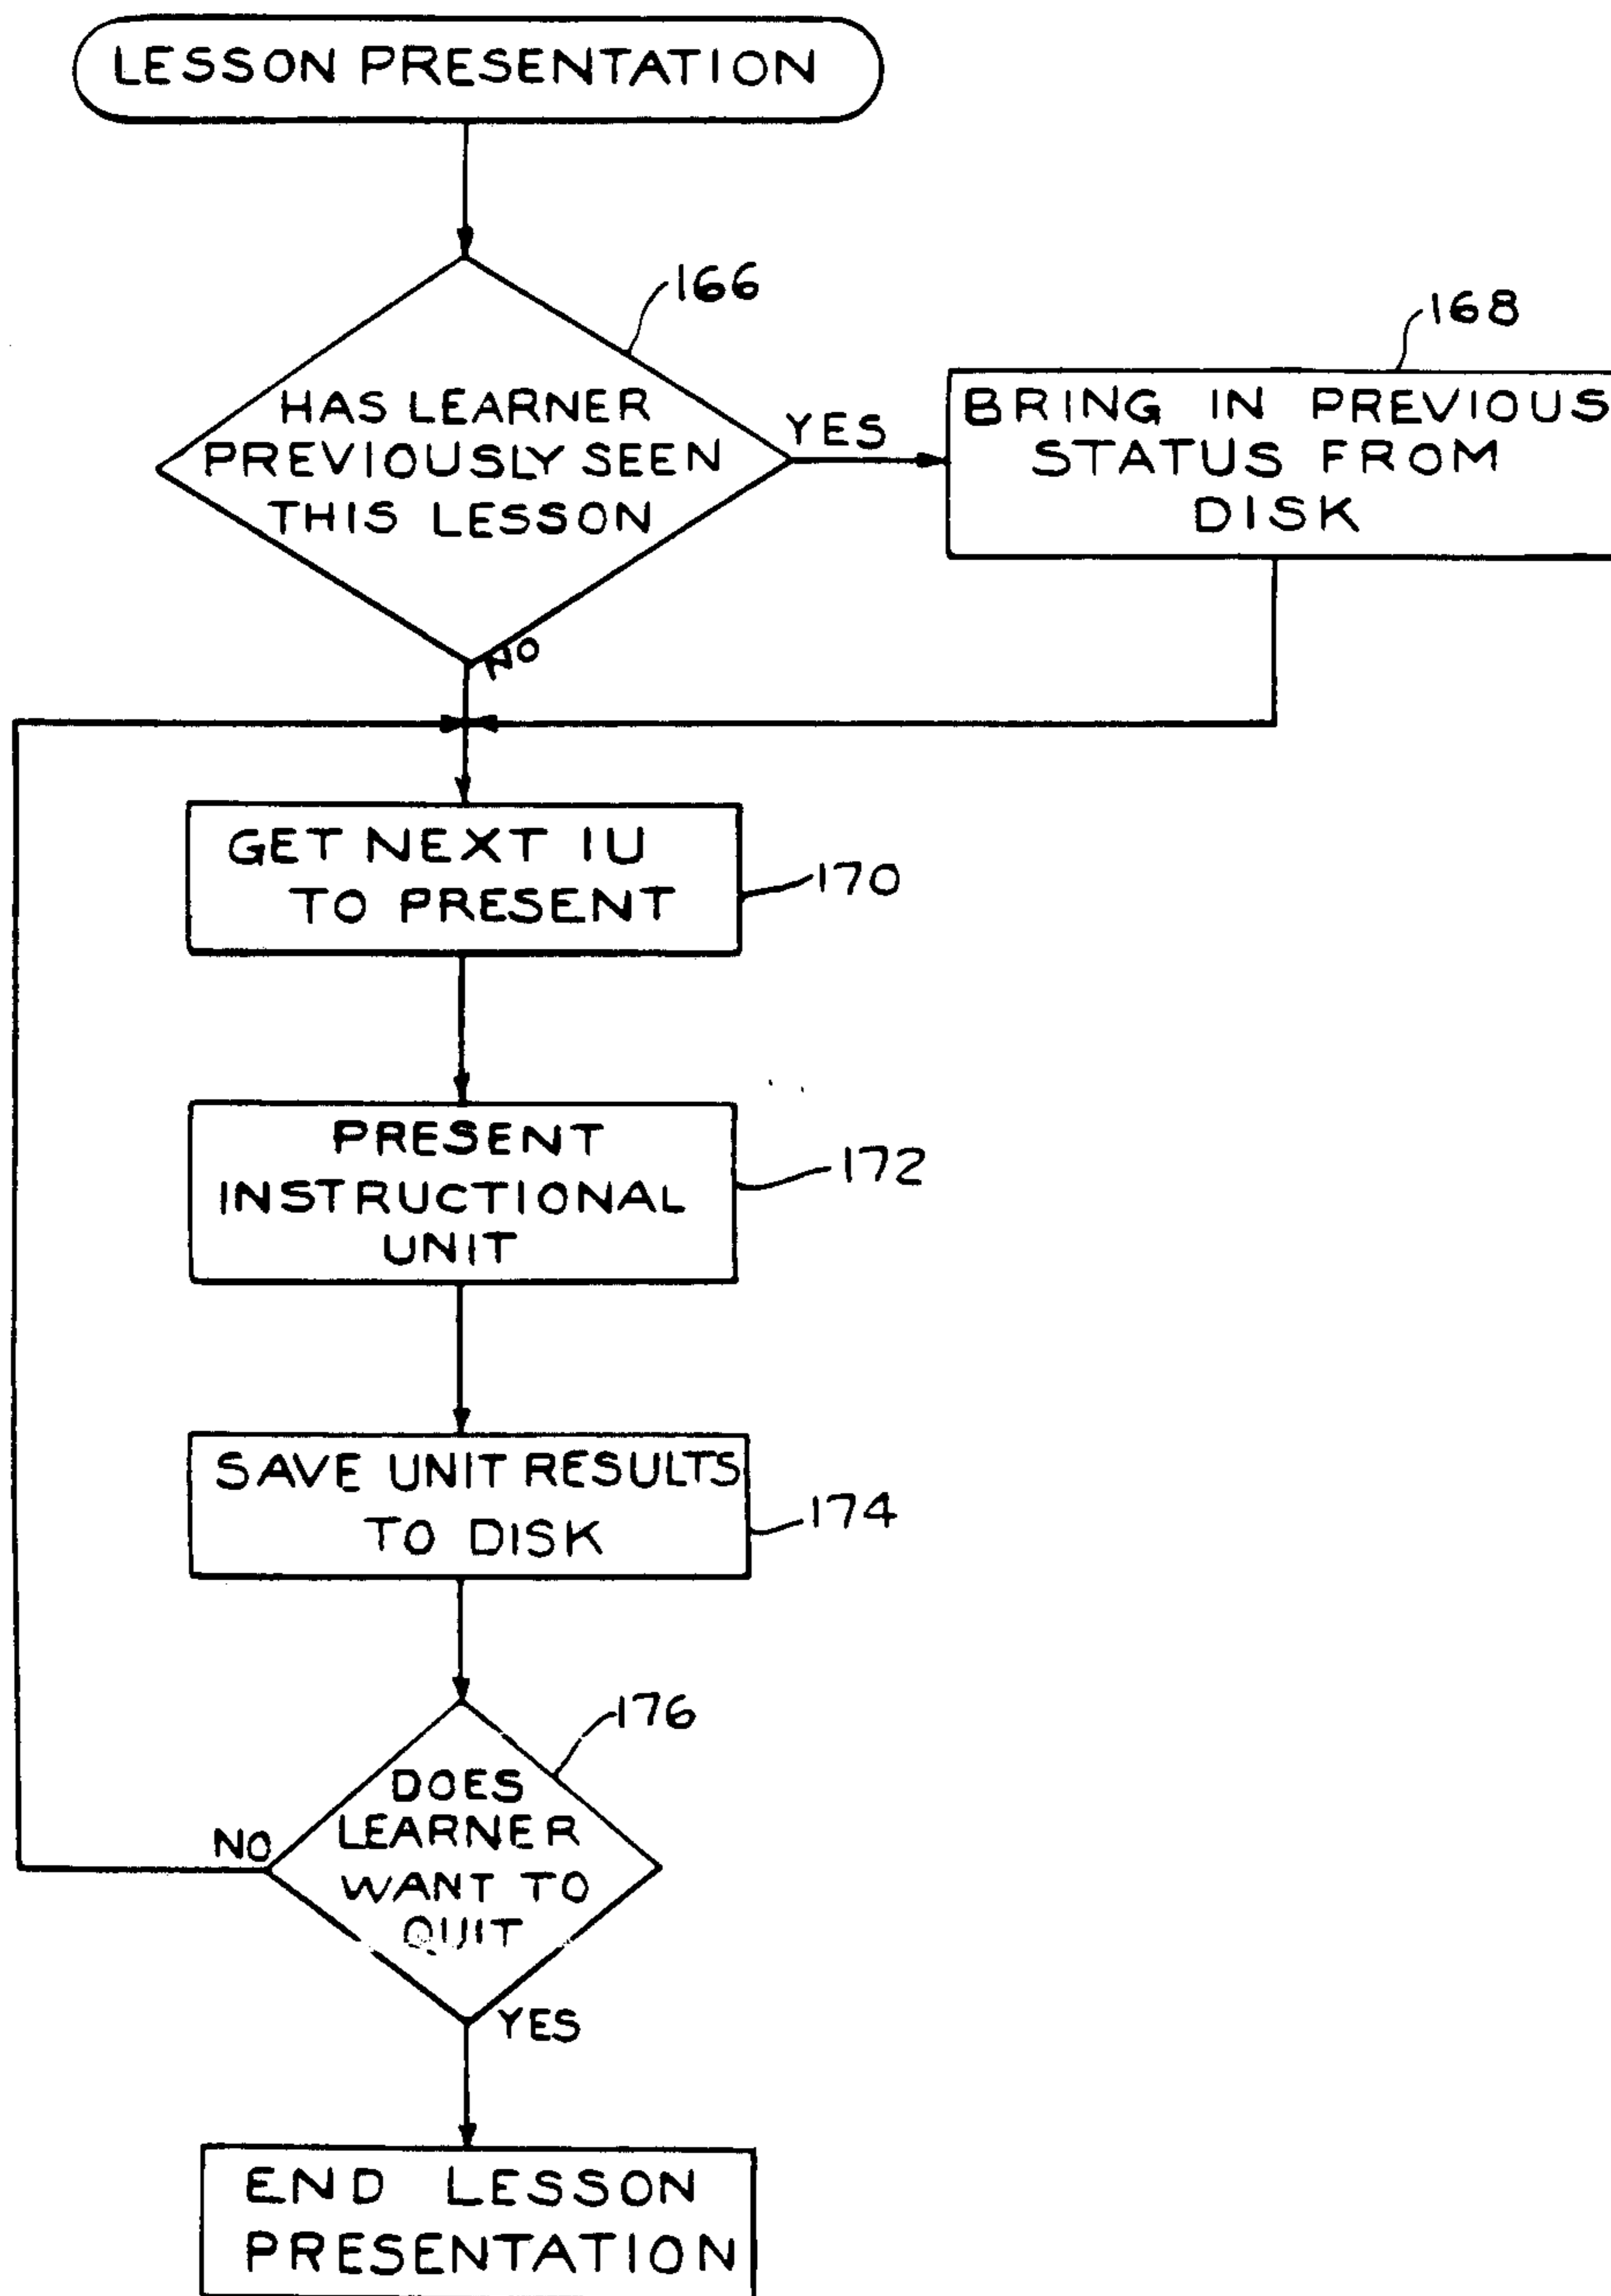 LESSON PRESENTATION
166
HAS LEARNER
PREVIOUSLY SEEN
THIS LESSON
YES
168
BRING IN PREVIOUS
STATUS FROM
DISK
NO
GET NEXT IU
TO PRESENT
170
PRESENT
INSTRUCTIONAL
UNIT
172
SAVE UNIT RESULTS
TO DISK
174
176
DOES
LEARNER
WANT TO
QUIT
NO
YES
END LESSON
PRESENTATION